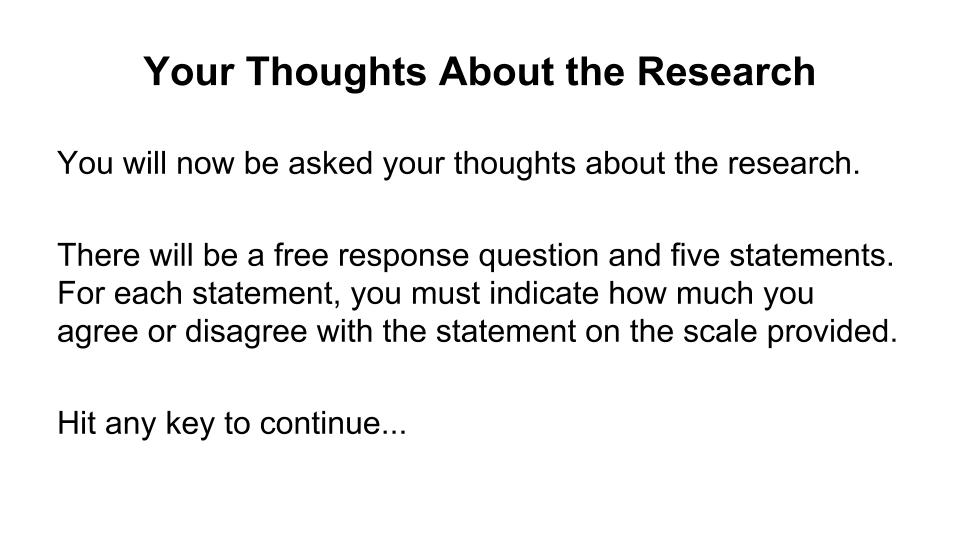 Your Thoughts About the Research
You will now be asked your thoughts about the research.
There will be a free response question and five statements.
For each statement, you must indicate how much you
agree or disagree with the statement on the scale provided.
Hit any key to continue...